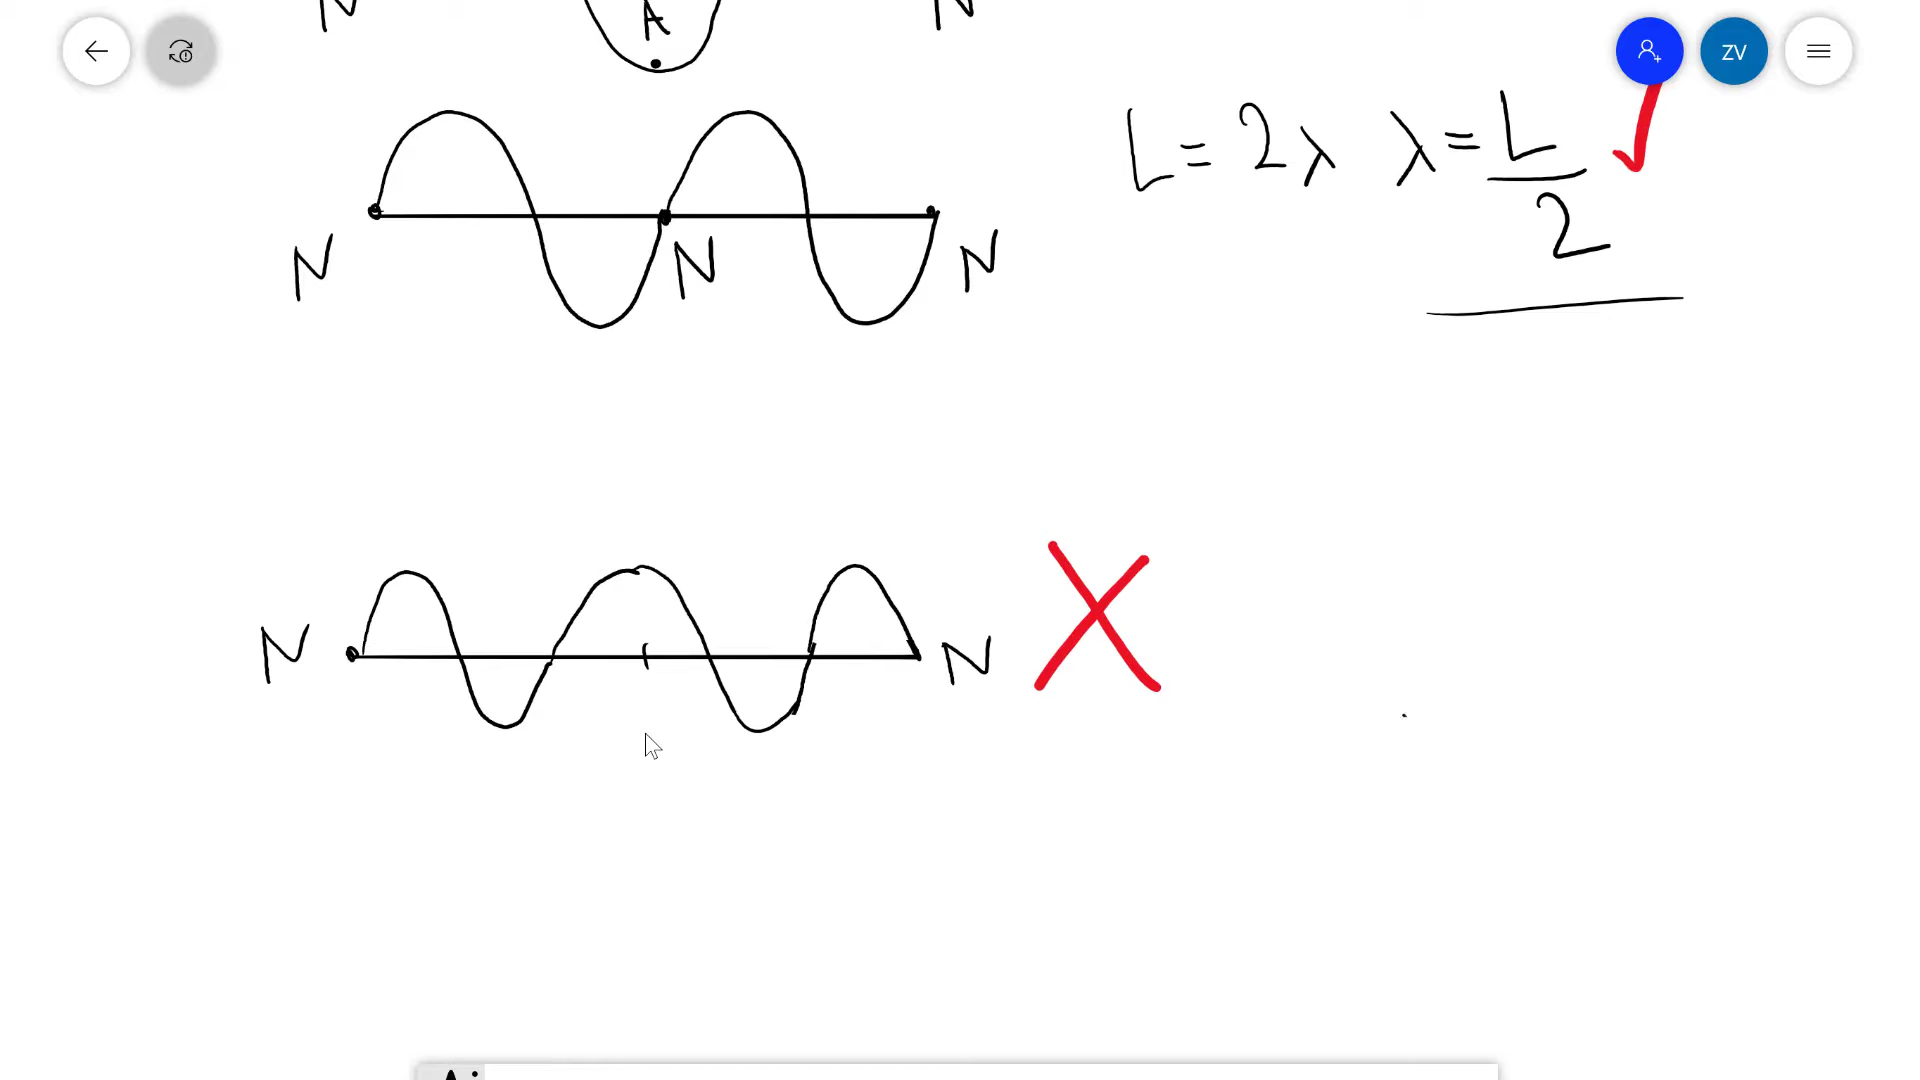 N A N
ZV
L = 2λ λ = L/2
N N N
N N